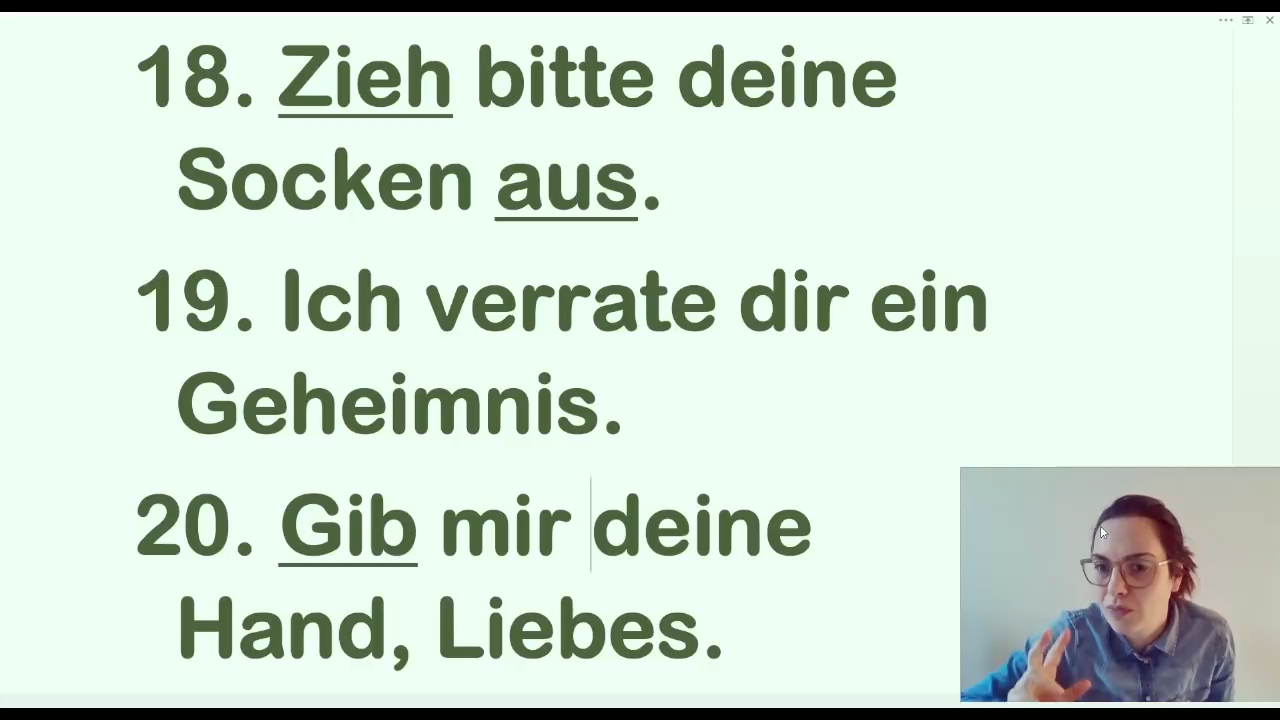 18. Zieh bitte deine
Socken aus.
19. Ich verrate dir ein
Geheimnis.
20. Gib mir deine
Hand, Liebes.